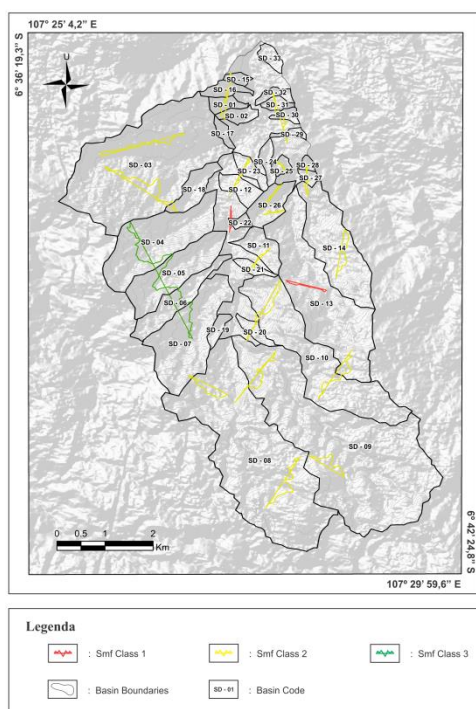 107° 25' 4,2" E
6° 36' 19,3" S
U
SD - 33
SD - 15
SD - 16
SD - 32
SD - 01
SD - 31
SD - 02
SD - 30
SD - 17
SD - 29
SD - 03
SD - 24
SD - 28
SD - 23
SD - 25
SD - 27
SD - 18
SD - 12
SD - 26
SD - 22
SD - 04
SD - 11
SD - 14
SD - 05
SD - 21
SD - 06
SD - 13
SD - 19
SD - 20
SD - 07
SD - 10
SD - 09
SD - 08
0 0.5 1 2
Km
6° 42' 24,8" S
107° 29' 59,6" E
Legenda
: Smf Class 1
: Smf Class 2
: Smf Class 3
: Basin Boundaries
SD - 01 : Basin Code